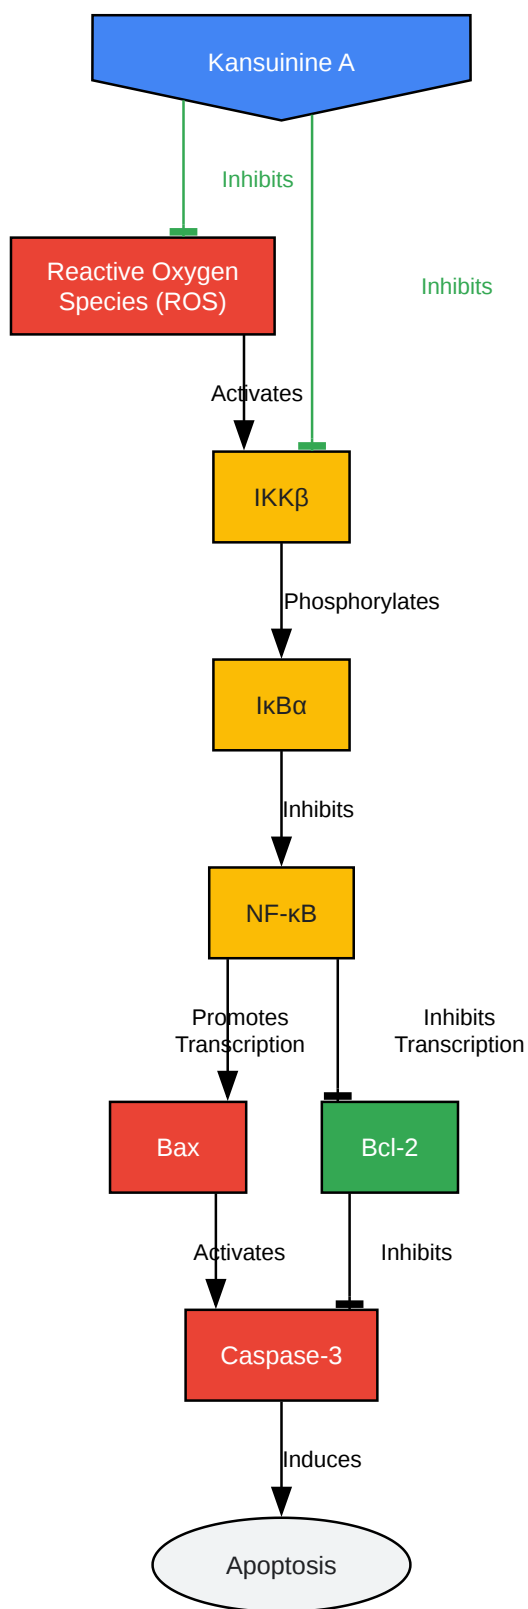 Kansuinine A
Inhibits
Reactive Oxygen
Species (ROS)
Inhibits
Activates
IKKβ
Phosphorylates
IκBα
Inhibits
NF-κB
Promotes
Transcription
Inhibits
Transcription
Bax
Bcl-2
Activates
Inhibits
Caspase-3
Induces
Apoptosis